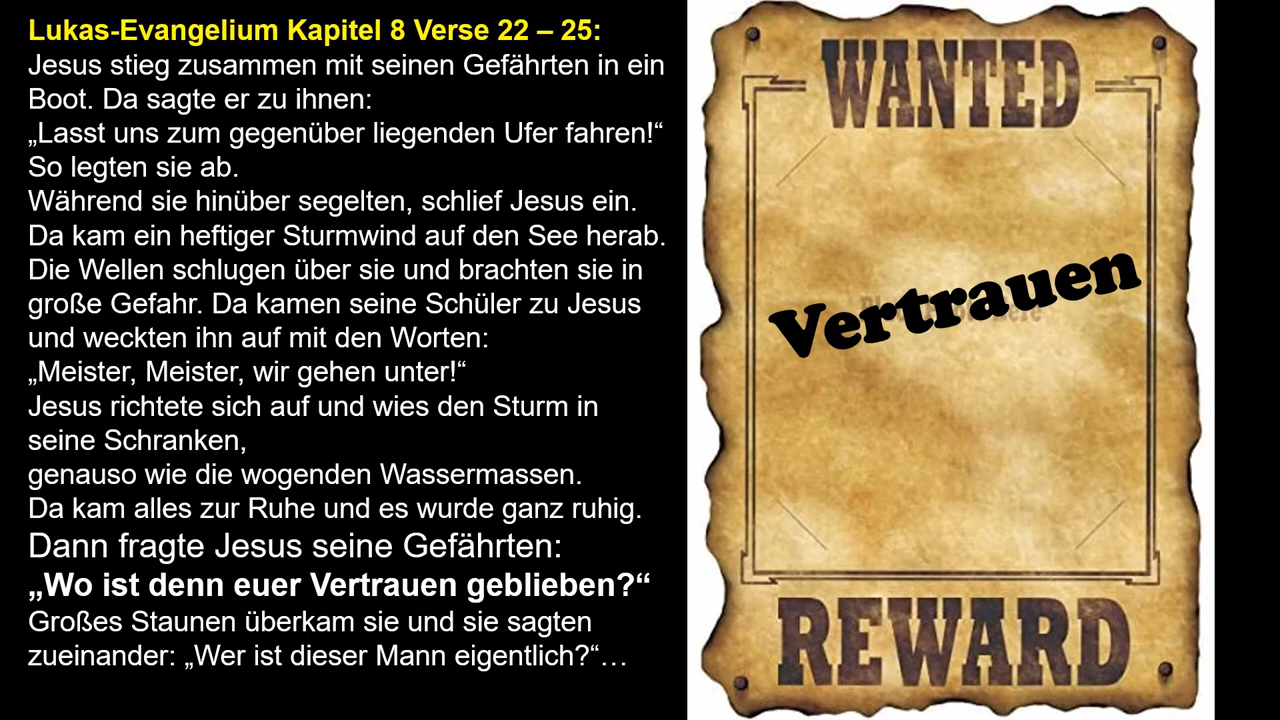 Lukas-Evangelium Kapitel 8 Verse 22 – 25:
Jesus stieg zusammen mit seinen Gefährten in ein
Boot. Da sagte er zu ihnen:
„Lasst uns zum gegenüber liegenden Ufer fahren!“
So legten sie ab.
Während sie hinüber segelten, schlief Jesus ein.
Da kam ein heftiger Sturmwind auf den See herab.
Die Wellen schlugen über sie und brachten sie in
große Gefahr. Da kamen seine Schüler zu Jesus
und weckten ihn auf mit den Worten:
„Meister, Meister, wir gehen unter!“
Jesus richtete sich auf und wies den Sturm in
seine Schranken,
genauso wie die wogenden Wassermassen.
Da kam alles zur Ruhe und es wurde ganz ruhig.
Dann fragte Jesus seine Gefährten:
„Wo ist denn euer Vertrauen geblieben?“
Großes Staunen überkam sie und sie sagten
zueinander: „Wer ist dieser Mann eigentlich?“…
WANTED
Vertrauen
REWARD